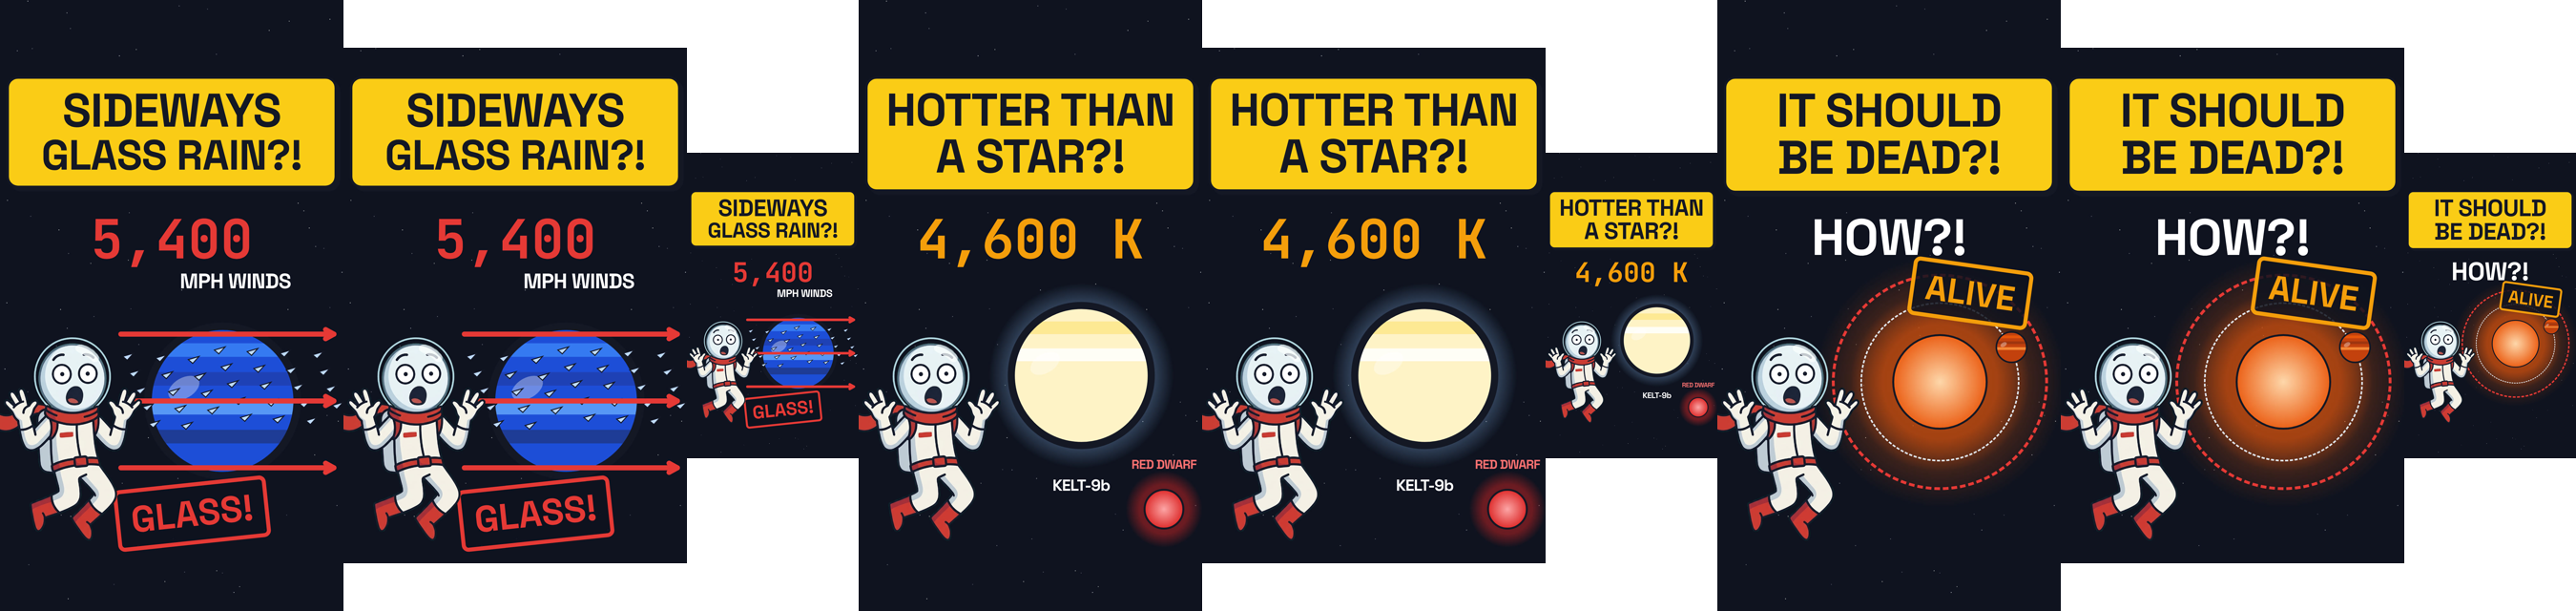 SIDEWAYS
GLASS RAIN?!
5,400
MPH WINDS
GLASS!
SIDEWAYS
GLASS RAIN?!
5,400
MPH WINDS
GLASS!
SIDEWAYS
GLASS RAIN?!
5,400
MPH WINDS
GLASS!
HOTTER THAN
A STAR?!
4,600 K
RED DWARF
KELT-9b
HOTTER THAN
A STAR?!
4,600 K
RED DWARF
KELT-9b
HOTTER THAN
A STAR?!
4,600 K
RED DWARF
KELT-9b
IT SHOULD
BE DEAD?!
HOW?!
ALIVE
IT SHOULD
BE DEAD?!
HOW?!
ALIVE
IT SHOULD
BE DEAD?!
HOW?!
ALIVE